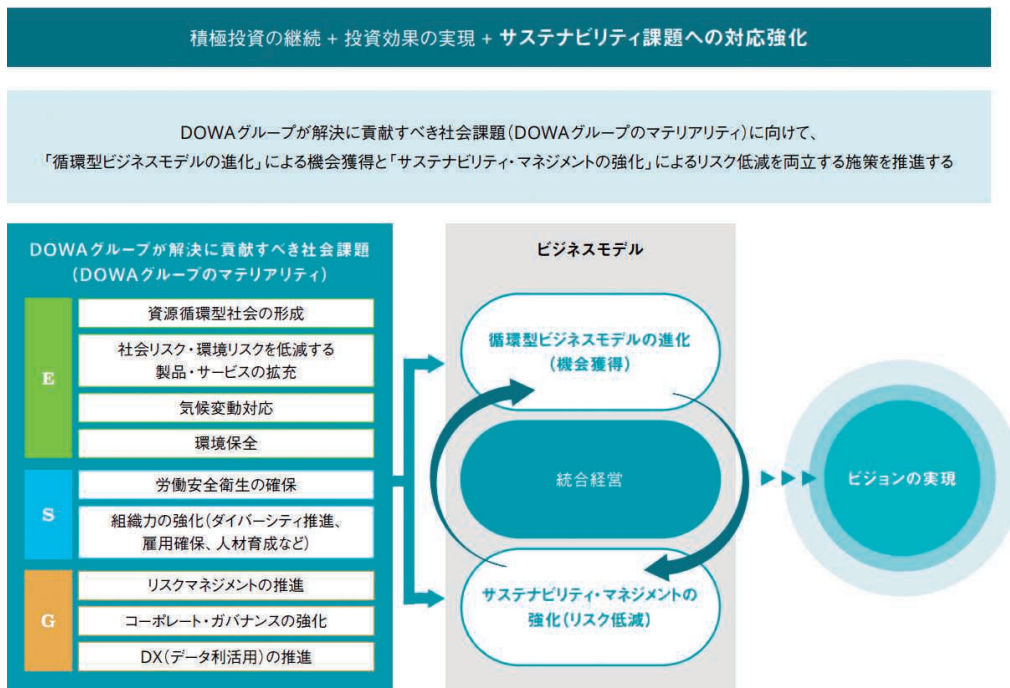 積極投資の継続 + 投資効果の実現 + サステナビリティ課題への対応強化
DOWAグループが解決に貢献すべき社会課題(DOWAグループのマテリアリティ)に向けて、
「循環型ビジネスモデルの進化」による機会獲得と「サステナビリティ・マネジメントの強化」によるリスク低減を両立する施策を推進する
DOWAグループが解決に貢献すべき社会課題
(DOWAグループのマテリアリティ)
E
資源循環型社会の形成
社会リスク・環境リスクを低減する
製品・サービスの拡充
気候変動対応
環境保全
S
労働安全衛生の確保
組織力の強化(ダイバーシティ推進、
雇用確保、人材育成など)
G
リスクマネジメントの推進
コーポレート・ガバナンスの強化
DX(データ利活用)の推進
ビジネスモデル
循環型ビジネスモデルの進化
(機会獲得)
統合経営
サステナビリティ・マネジメントの
強化(リスク低減)
ビジョンの実現